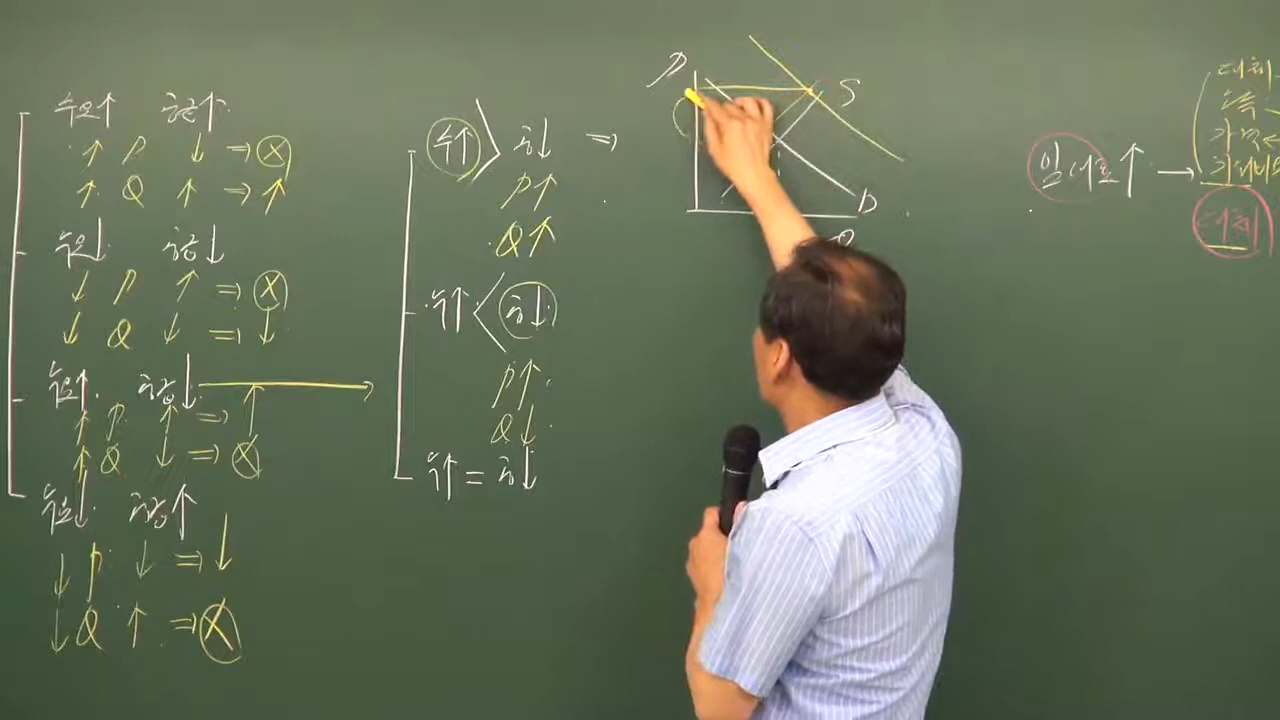 수요↑ 공급↑
↑ P ↓ ⇒ Ⓧ
↑ Q ↑ ⇒ ↑
수요↓ 공급↓
↓ P ↑ ⇒ Ⓧ
↓ Q ↓ ⇒ ↓
수요↑ 공급↓ →
↑ P ↑ ⇒ ↑
↑ Q ↓ ⇒ Ⓧ
수요↓ 공급↑
↓ P ↓ ⇒ ↓
↓ Q ↑ ⇒ Ⓧ
수↑ > 공↓ ⇒
P↑
Q↑
수↑ < 공↓
P↑
Q↓
수↑ = 공↓
P
S
D
Q
임대료↑ →
대체